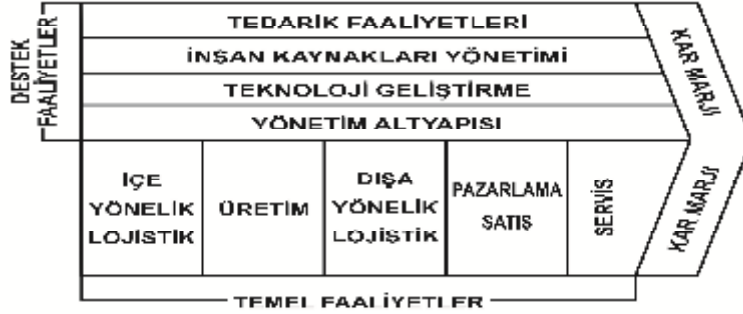 DESTEK
FAALİYETLER
TEDARİK FAALİYETLERİ
İNSAN KAYNAKLARI YÖNETİMİ
TEKNOLOJİ GELİŞTİRME
YÖNETİM ALTYAPISI
KAR MARJI
İÇE
YÖNELİK
LOJİSTİK
ÜRETİM
DIŞA
YÖNELİK
LOJİSTİK
PAZARLAMA
SATIS
SERVİS
KAR MARJI
TEMEL FAALİYETLER